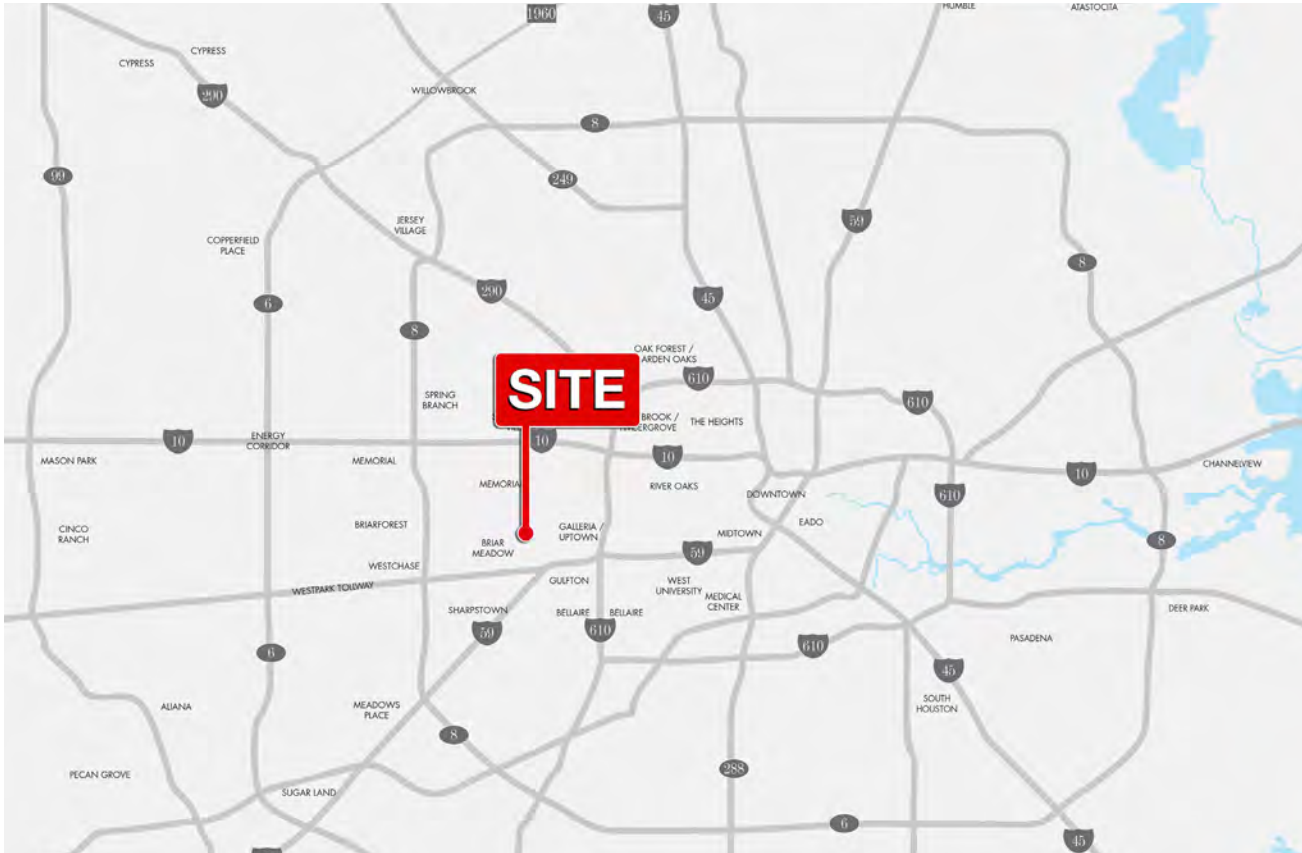 1960
45
HUMBLE
ATASTOCITA
CYPRESS
CYPRESS
290
WILLOWBROOK
8
99
249
JERSEY
VILLAGE
59
COPPERFIELD
PLACE
8
6
290
45
8
OAK FOREST /
ARDEN OAKS
610
SITE
SPRING
BRANCH
610
BROOK /
THE HEIGHTS
10
ENERGY
CORRIDOR
10
MASON PARK
MEMORIAL
10
10
CHANNELVIEW
MEMORIA
RIVER OAKS
610
DOWNTOWN
CINCO
RANCH
BRIARFOREST
GALLERIA /
UPTOWN
MIDTOWN
EADO
BRIAR
MEADOW
59
8
WESTCHASE
WESTPARK TOLLWAY
GULFTON
WEST
UNIVERSITY
MEDICAL
CENTER
SHARPSTOWN
BELLAIRE
BELLAIRE
DEER PARK
59
610
610
PASADENA
6
45
ALIANA
MEADOWS
PLACE
SOUTH
HOUSTON
8
288
PECAN GROVE
SUGAR LAND
6
45